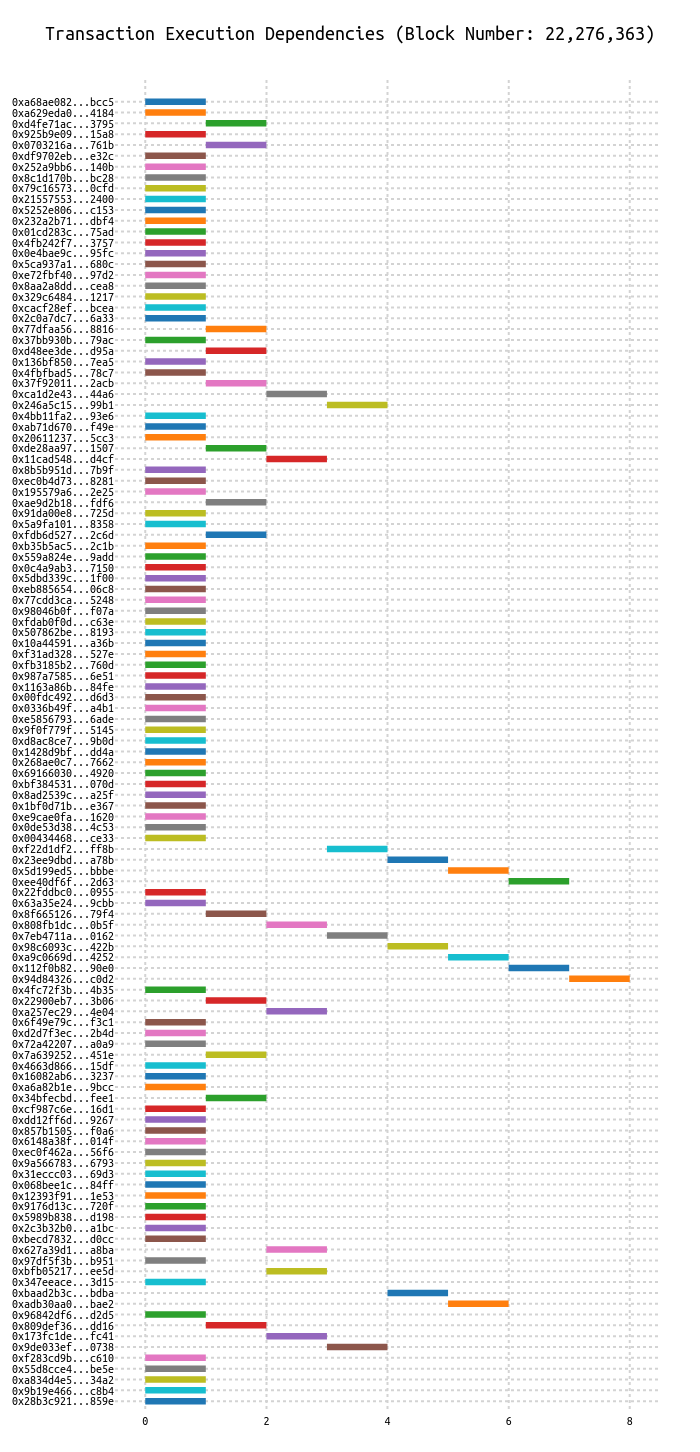 Transaction Execution Dependencies (Block Number: 22,276,363)
0xa68ae082...bcc5
0xa629eda0...4184
0xd4fe71ac...3795
0x925b9e09...15a8
0x0703216a...761b
0xdf9702eb...e32c
0x252a9bb6...140b
0x8c1d170b...bc28
0x79c16573...0cfd
0x21557553...2400
0x5252e806...c153
0x232a2b71...dbf4
0x01cd283c...75ad
0x4fb242f7...3757
0x0e4bae9c...95fc
0x5ca937a1...680c
0xe72fbf40...97d2
0x8aa2a8dd...cea8
0x329c6484...1217
0xcacf28ef...bcea
0x2c0a7dc7...6a33
0x77dfaa56...8816
0x37bb930b...79ac
0xd48ee3de...d95a
0x136bf850...7ea5
0x4fbfbad5...78c7
0x37f92011...2acb
0xca1d2e43...44a6
0x246a5c15...99b1
0x4bb11fa2...93e6
0xab71d670...f49e
0x20611237...5cc3
0xde28aa97...1507
0x11cad548...d4cf
0x8b5b951d...7b9f
0xec0b4d73...8281
0x195579a6...2e25
0xae9d2b18...fdf6
0x91da00e8...725d
0x5a9fa101...8358
0xfdb6d527...2c6d
0xb35b5ac5...2c1b
0x559a824e...9add
0x0c4a9ab3...7150
0x5dbd339c...1f00
0xeb885654...06c8
0x77cdd3ca...5248
0x98046b0f...f07a
0xfdab0f0d...c63e
0x507862be...8193
0x10a44591...a36b
0xf31ad328...527e
0xfb3185b2...760d
0x987a7585...6e51
0x1163a86b...84fe
0x00fdc492...d6d3
0x0336b49f...a4b1
0xe5856793...6ade
0x9f0f779f...5145
0xd8ac8ce7...9b0d
0x1428d9bf...dd4a
0x268ae0c7...7662
0x69166030...4920
0xbf384531...070d
0x8ad2539c...a25f
0x1bf0d71b...e367
0xe9cae0fa...1620
0x0de53d38...4c53
0x00434468...ce33
0xf22d1df2...ff8b
0x23ee9dbd...a78b
0x5d199ed5...bbbe
0xee40df6f...2d63
0x22fddbc0...0955
0x63a35e24...9cbb
0x8f665126...79f4
0x808fb1dc...0b5f
0x7eb4711a...0162
0x98c6093c...422b
0xa9c0669d...4252
0x112f0b82...90e0
0x94d84326...c0d2
0x4fc72f3b...4b35
0x22900eb7...3b06
0xa257ec29...4e04
0x6f49e79c...f3c1
0xd2d7f3ec...2b4d
0x72a42207...a0a9
0x7a639252...451e
0x4663d866...15df
0x16082ab6...3237
0xa6a82b1e...9bcc
0x34bfecbd...fee1
0xcf987c6e...16d1
0xdd12ff6d...9267
0x857b1505...f0a6
0x6148a38f...014f
0xec0f462a...56f6
0x9a566783...6793
0x31eccc03...69d3
0x068bee1c...84ff
0x12393f91...1e53
0x9176d13c...720f
0x5989b838...d198
0x2c3b32b0...a1bc
0xbecd7832...d0cc
0x627a39d1...a8ba
0x97df5f3b...b951
0xbfb05217...ee5d
0x347eeace...3d15
0xbaad2b3c...bdba
0xadb30aa0...bae2
0x96842df6...d2d5
0x809def36...dd16
0x173fc1de...fc41
0x9de033ef...0738
0xf283cd9b...c610
0x55d8cce4...be5e
0xa834d4e5...34a2
0x9b19e466...c8b4
0x28b3c921...859e
0 2 4 6 8